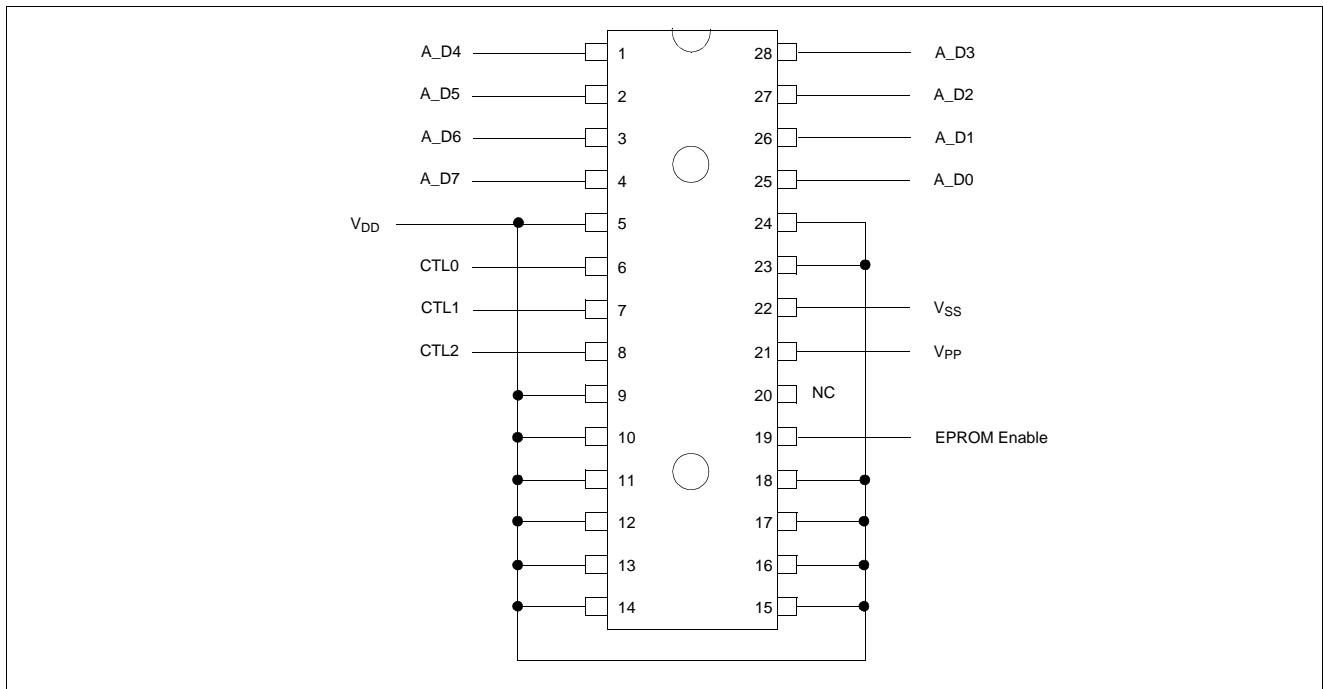 A_D4 1 28 A_D3
A_D5 2 27 A_D2
A_D6 3 26 A_D1
A_D7 4 25 A_D0
VDD 5 24
CTL0 6 23
CTL1 7 22 VSS
CTL2 8 21 VPP
9 20 NC
10 19 EPROM Enable
11 18
12 17
13 16
14 15